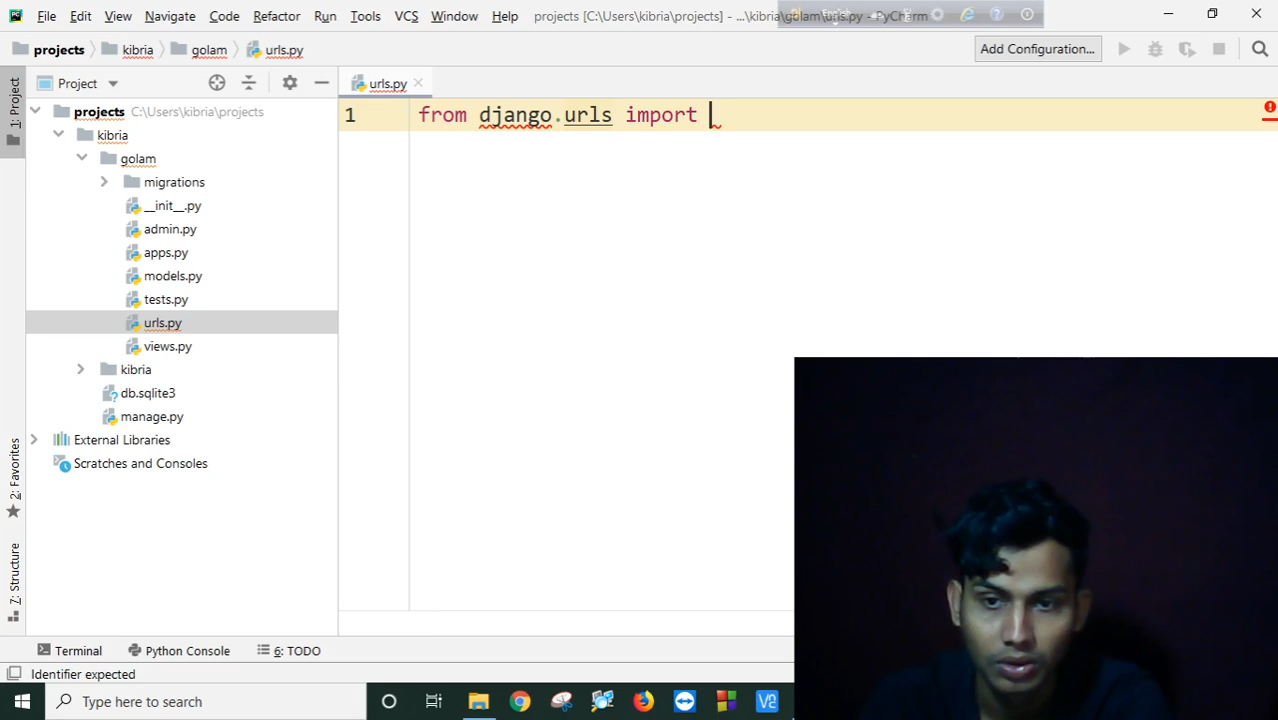 File Edit View Navigate Code Refactor Run Tools VCS Window Help projects [C:\Users\kibria\projects] - ...\kibria\golam\urls.py - PyCharm
projects kibria golam urls.py Add Configuration...
1: Project
Project
urls.py
projects C:\Users\kibria\projects
kibria
golam
migrations
__init__.py
admin.py
apps.py
models.py
tests.py
urls.py
views.py
kibria
db.sqlite3
manage.py
External Libraries
Scratches and Consoles
1 from django.urls import
2: Favorites
7: Structure
Terminal Python Console 6: TODO
Identifier expected
Type here to search